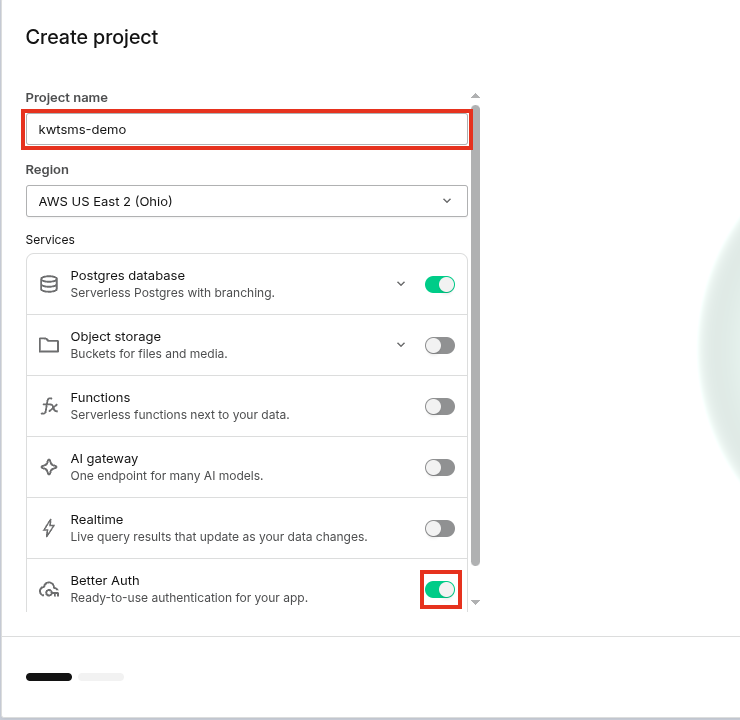 Create project
Project name
kwtsms-demo
Region
AWS US East 2 (Ohio)
Services
Postgres database
Serverless Postgres with branching.
Object storage
Buckets for files and media.
Functions
Serverless functions next to your data.
AI gateway
One endpoint for many AI models.
Realtime
Live query results that update as your data changes.
Better Auth
Ready-to-use authentication for your app.